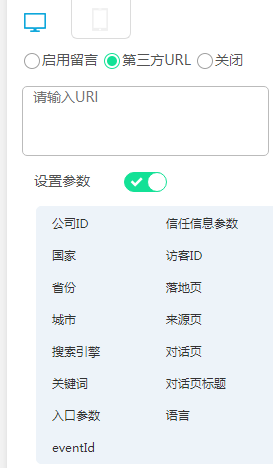 启用留言 第三方URL 关闭
请输入URl
设置参数
公司ID 信任信息参数
国家 访客ID
省份 落地页
城市 来源页
搜索引擎 对话页
关键词 对话页标题
入口参数 语言
eventId